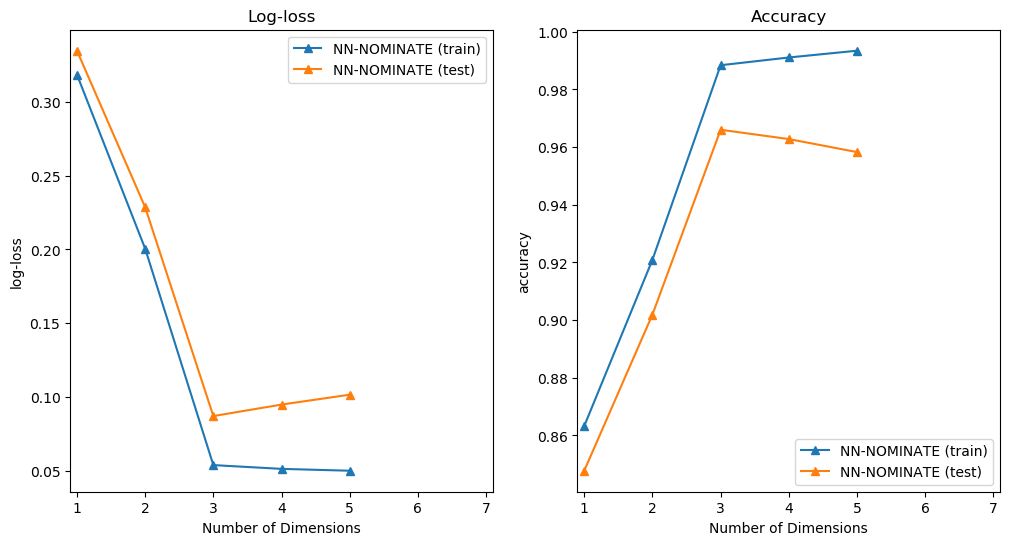 Log-loss
NN-NOMINATE (train)
NN-NOMINATE (test)
log-loss
0.30
0.25
0.20
0.15
0.10
0.05
1 2 3 4 5 6 7
Number of Dimensions
Accuracy
accuracy
1.00
0.98
0.96
0.94
0.92
0.90
0.88
0.86
NN-NOMINATE (train)
NN-NOMINATE (test)
1 2 3 4 5 6 7
Number of Dimensions